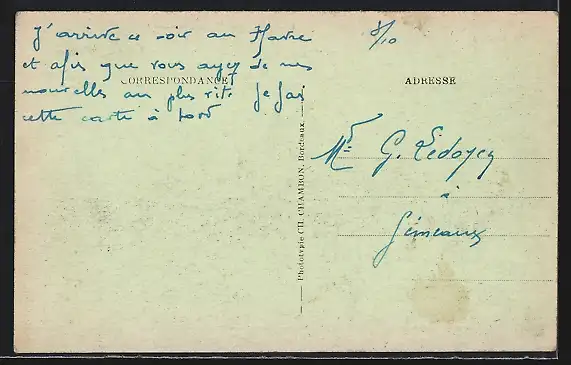 J'arrive ce soir au Havre
et afin que vous ayez de mes
nouvelles au plus vite je fais
cette carte à bord
8/10
CORRESPONDANCE
ADRESSE
Mr G. Ledoyen
à
Gémeaux
Phototypie CH. CHAMBON, Bordeaux